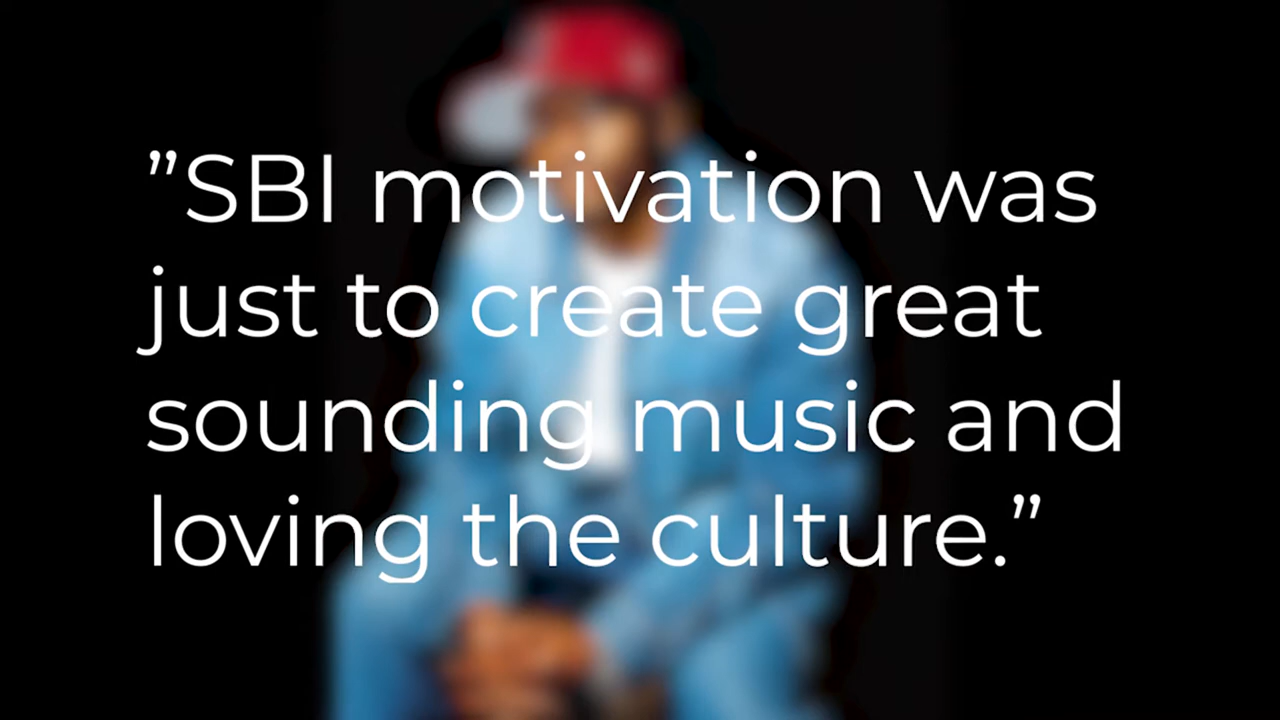 ”SBI motivation was
just to create great
sounding music and
loving the culture.”